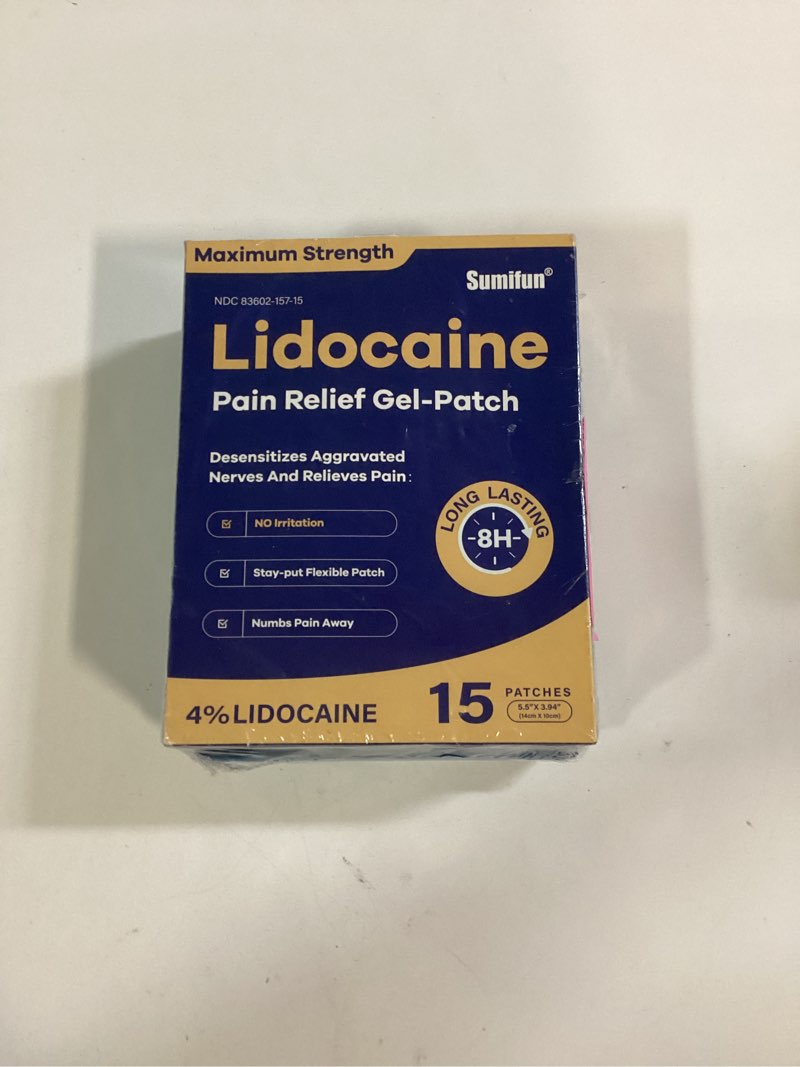 Maximum Strength
Sumifun®
NDC 83602-157-15
Lidocaine
Pain Relief Gel-Patch
Desensitizes Aggravated
Nerves And Relieves Pain:
NO Irritation
Stay-put Flexible Patch
Numbs Pain Away
LONG LASTING
-8H-
4% LIDOCAINE
15
PATCHES
5.5"X 3.94"
(14cm X 10cm)